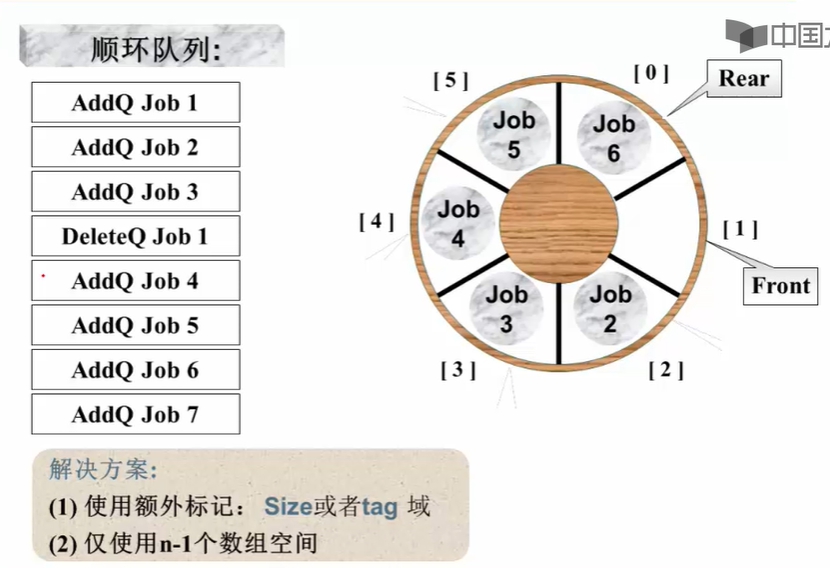 中国大
顺环队列:
AddQ Job 1
AddQ Job 2
AddQ Job 3
DeleteQ Job 1
AddQ Job 4
AddQ Job 5
AddQ Job 6
AddQ Job 7
[ 5 ]
[ 0 ]
Rear
Job
5
Job
6
[ 4 ]
Job
4
[ 1 ]
Front
Job
3
Job
2
[ 3 ]
[ 2 ]
解决方案:
(1) 使用额外标记： Size或者tag 域
(2) 仅使用n-1个数组空间